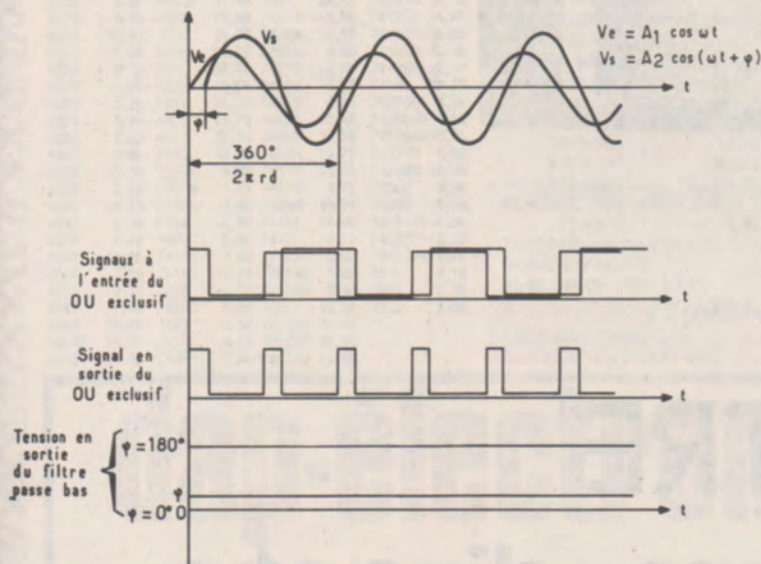 Ve = A1 cos ωt
Vs = A2 cos(ωt + φ)
Ve
Vs
t
φ
360°
2π rd
Signaux à
l'entrée du
OU exclusif
t
Signal en
sortie du
OU exclusif
t
Tension en
sortie
du filtre
passe bas
φ=180°
φ
φ=0° 0
t